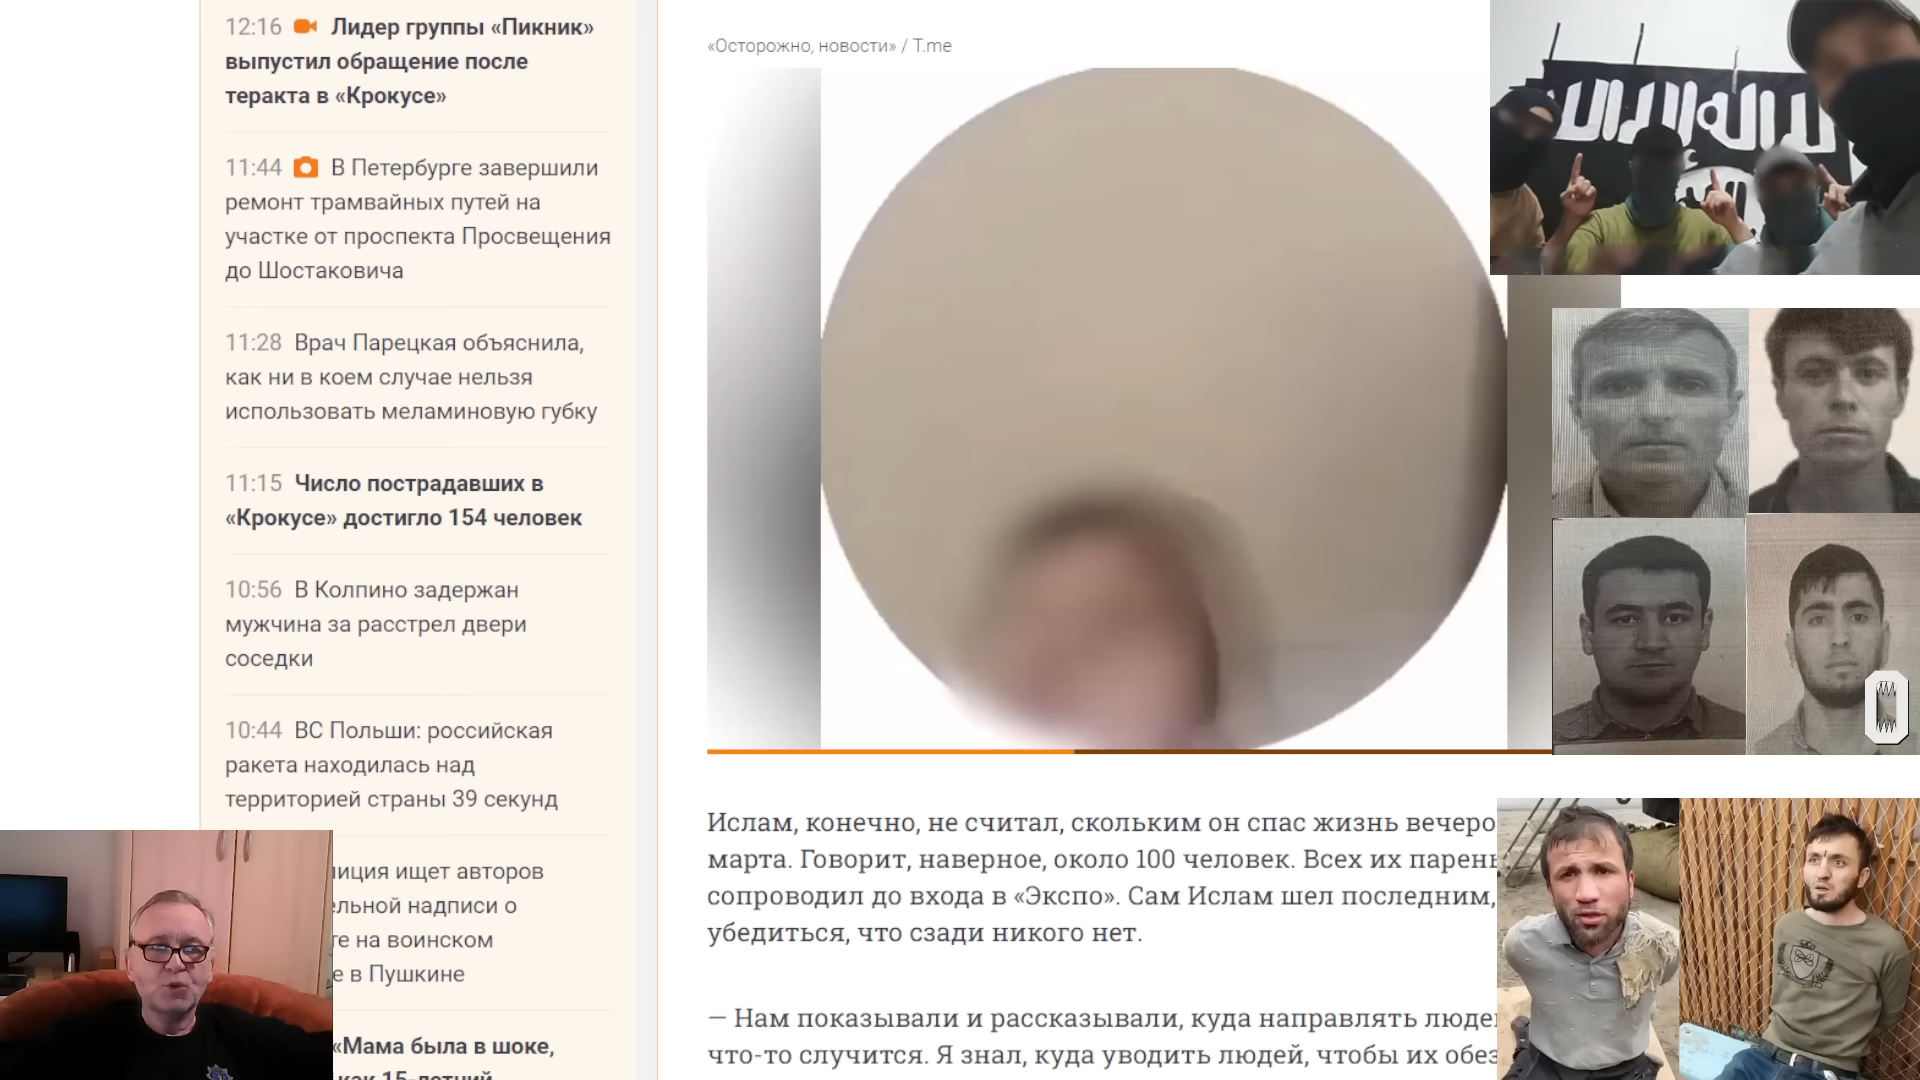 12:16 Лидер группы «Пикник»
выпустил обращение после
теракта в «Крокусе»
11:44 В Петербурге завершили
ремонт трамвайных путей на
участке от проспекта Просвещения
до Шостаковича
11:28 Врач Парецкая объяснила,
как ни в коем случае нельзя
использовать меламиновую губку
11:15 Число пострадавших в
«Крокусе» достигло 154 человек
10:56 В Колпино задержан
мужчина за расстрел двери
соседки
10:44 ВС Польши: российская
ракета находилась над
территорией страны 39 секунд
ищет авторов
надписи о
на воинском
в Пушкине
«Мама была в шоке,
как 15-летний
«Осторожно, новости» / T.me
Ислам, конечно, не считал, скольким он спас жизнь
марта. Говорит, наверное, около 100 человек. Всех их
сопроводил до входа в «Экспо». Сам Ислам шел последним,
убедиться, что сзади никого нет.
— Нам показывали и рассказывали, куда направлять
что-то случится. Я знал, куда уводить людей, чтобы их